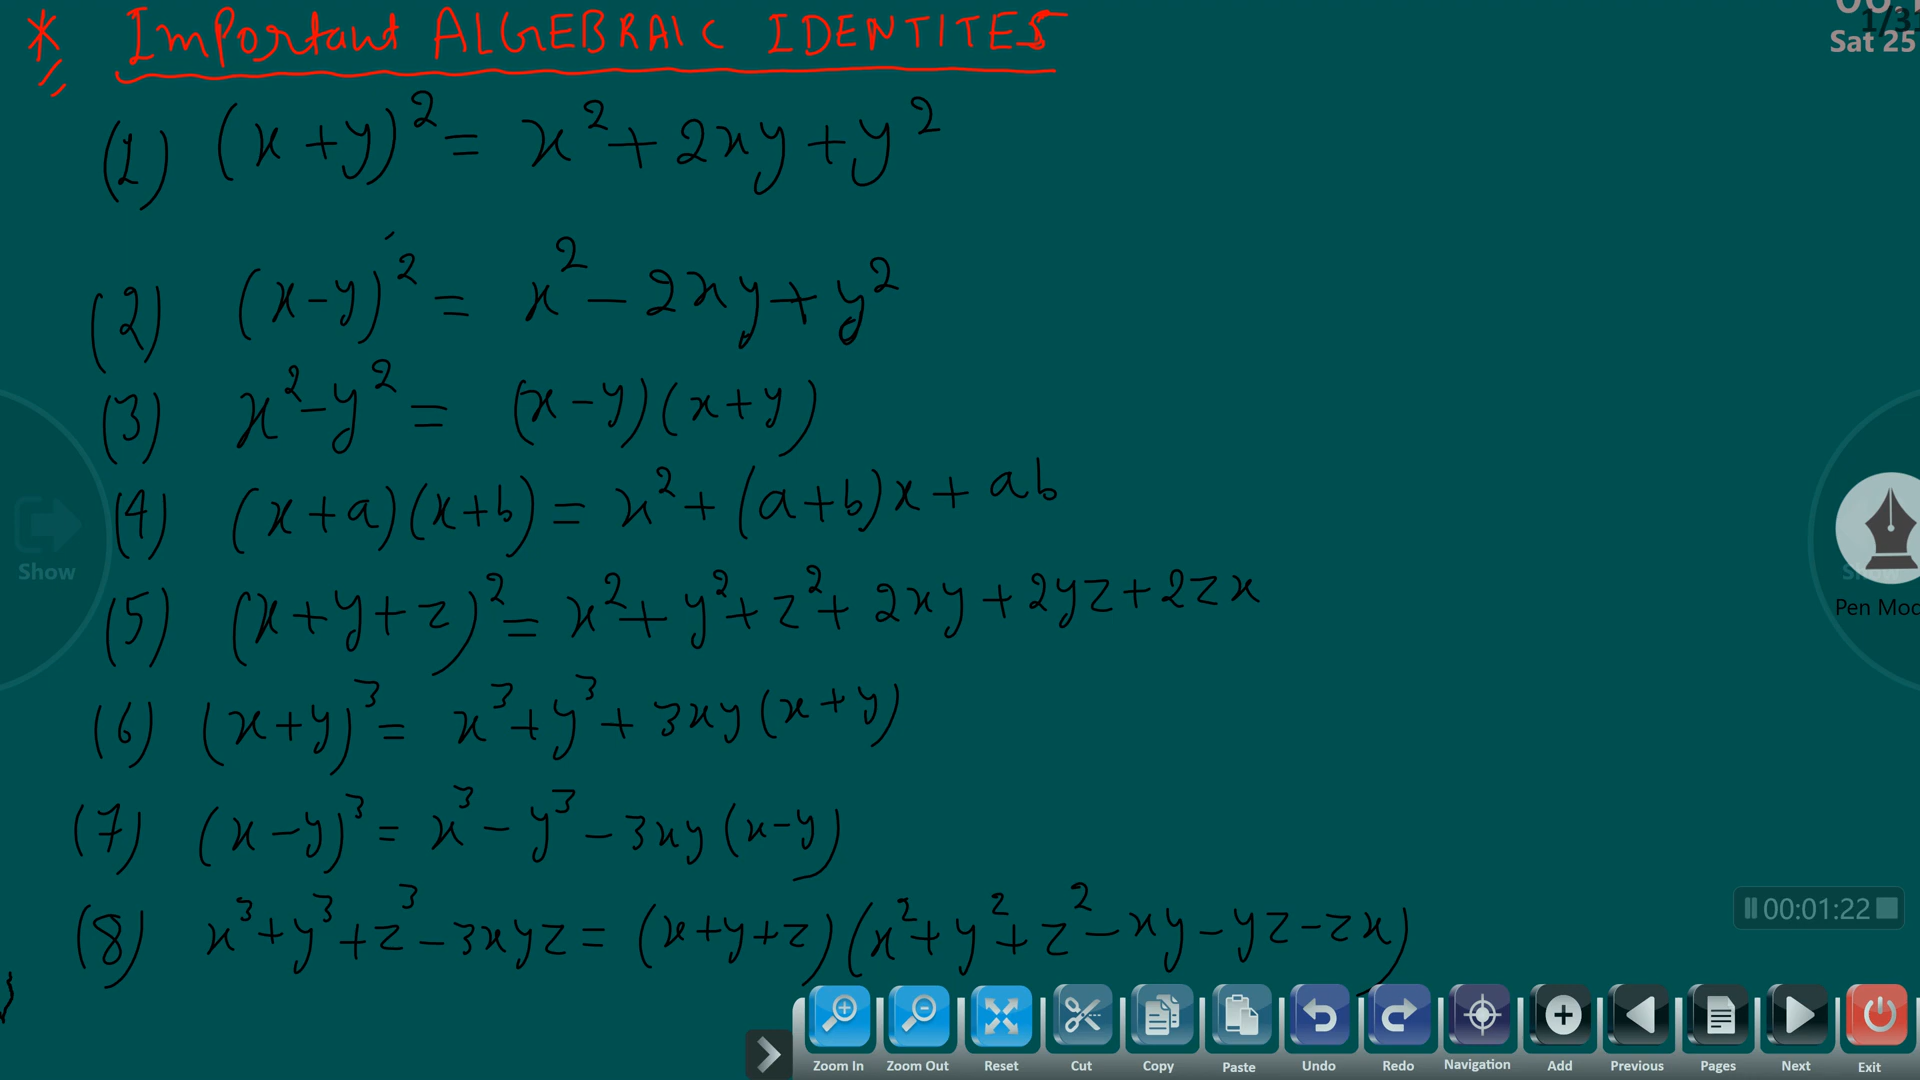 * Important ALGEBRAIC IDENTITES
(1) (x+y)² = x² + 2xy + y²
(2) (x-y)² = x² - 2xy + y²
(3) x² - y² = (x-y)(x+y)
(4) (x+a)(x+b) = x² + (a+b)x + ab
(5) (x+y+z)² = x² + y² + z² + 2xy + 2yz + 2zx
(6) (x+y)³ = x³ + y³ + 3xy(x+y)
(7) (x-y)³ = x³ - y³ - 3xy(x-y)
(8) x³ + y³ + z³ - 3xyz = (x+y+z)(x² + y² + z² - xy - yz - zx)
Sat 25
Show
Pen Mod
00:01:22
Zoom In Zoom Out Reset Cut Copy Paste Undo Redo Navigation Add Previous Pages Next Exit